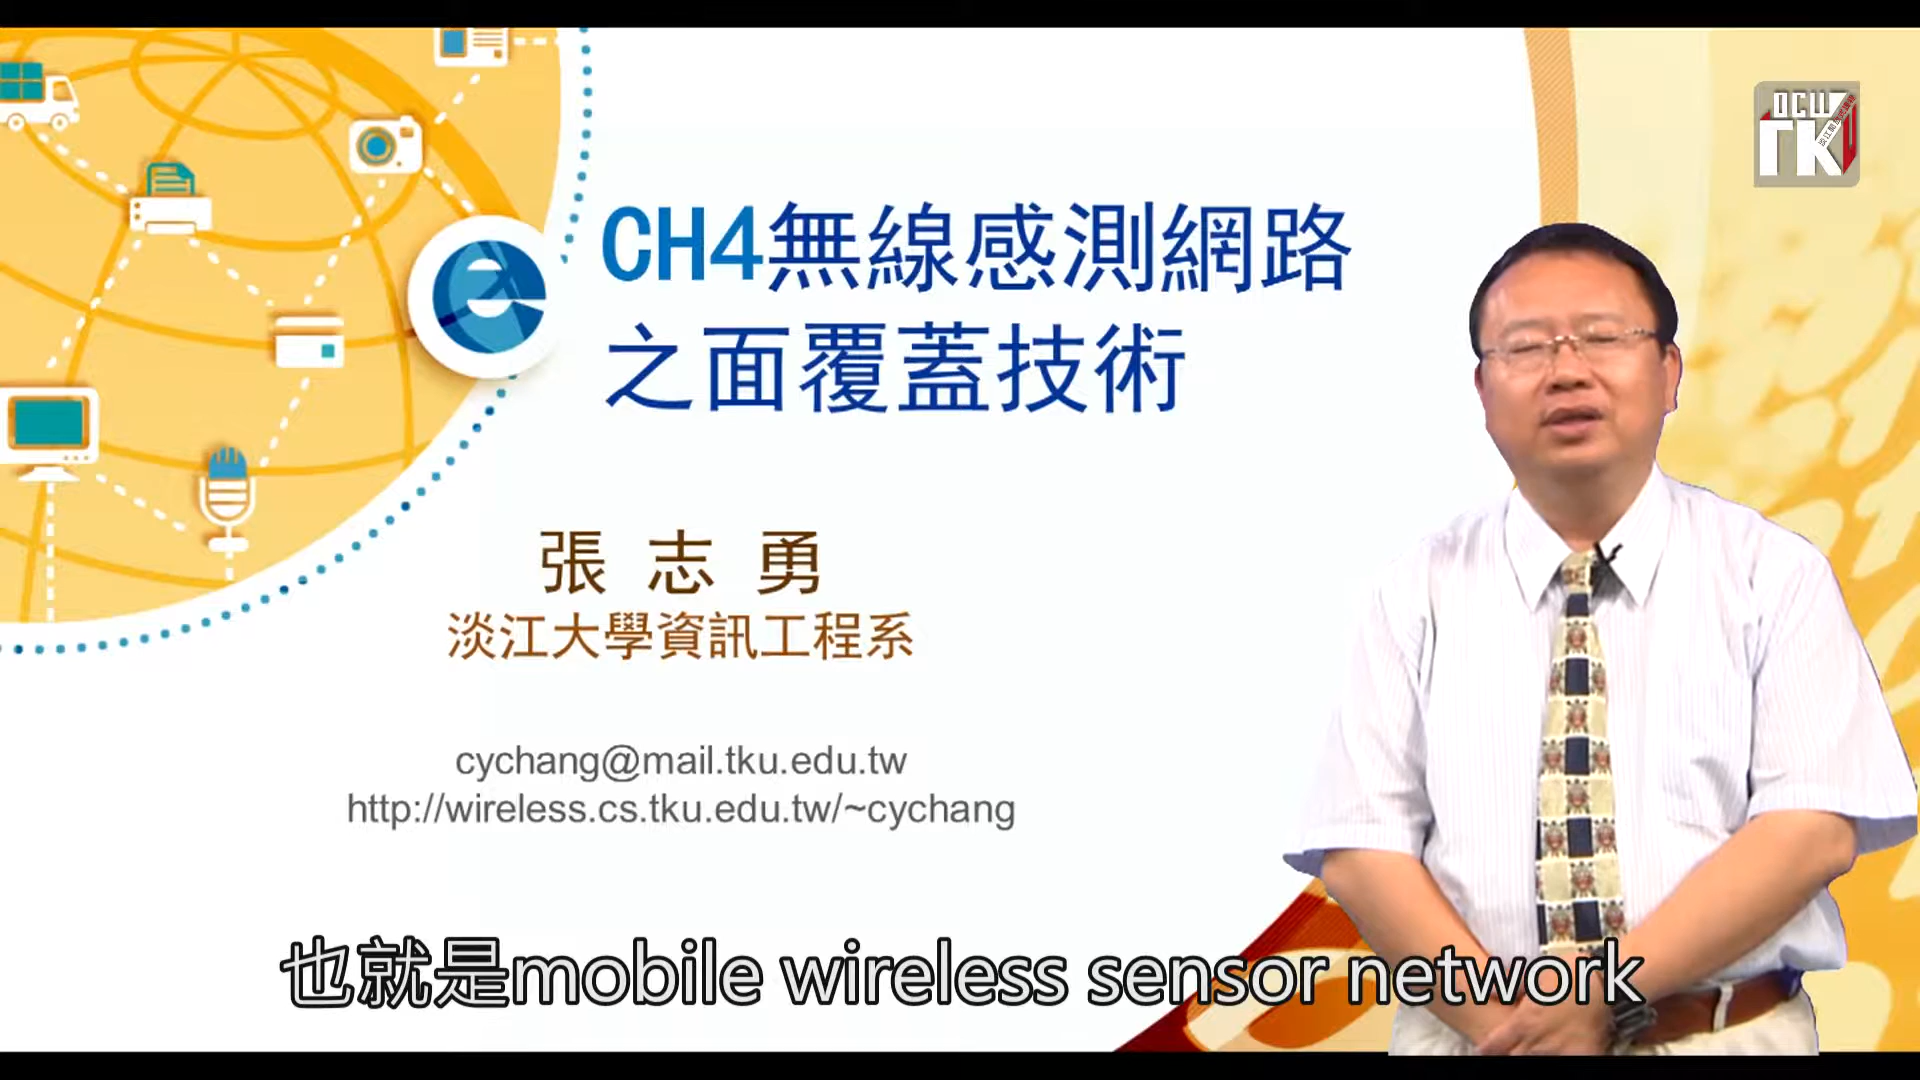 OCW
TKU
CH4無線感測網路
之面覆蓋技術
張 志 勇
淡江大學資訊工程系
cychang@mail.tku.edu.tw
http://wireless.cs.tku.edu.tw/~cychang
也就是mobile wireless sensor network